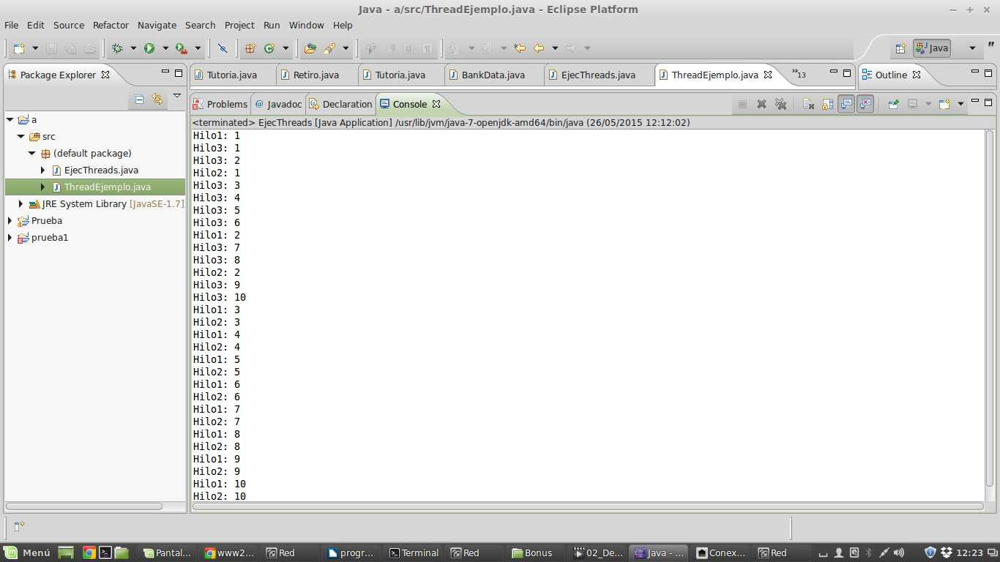 Java - a/src/ThreadEjemplo.java - Eclipse Platform
File Edit Source Refactor Navigate Search Project Run Window Help
Java
Package Explorer
Tutoria.java Retiro.java Tutoria.java BankData.java EjecThreads.java ThreadEjemplo.java »13
Outline
Problems @ Javadoc Declaration Console
<terminated> EjecThreads [Java Application] /usr/lib/jvm/java-7-openjdk-amd64/bin/java (26/05/2015 12:12:02)
a
src
(default package)
EjecThreads.java
ThreadEjemplo.java
JRE System Library [JavaSE-1.7]
Prueba
prueba1
Hilo1: 1
Hilo3: 1
Hilo3: 2
Hilo2: 1
Hilo3: 3
Hilo3: 4
Hilo3: 5
Hilo3: 6
Hilo1: 2
Hilo3: 7
Hilo3: 8
Hilo2: 2
Hilo3: 9
Hilo3: 10
Hilo1: 3
Hilo2: 3
Hilo1: 4
Hilo2: 4
Hilo1: 5
Hilo2: 5
Hilo1: 6
Hilo2: 6
Hilo1: 7
Hilo2: 7
Hilo1: 8
Hilo2: 8
Hilo1: 9
Hilo2: 9
Hilo1: 10
Hilo2: 10
Menú Pantal... www2... Red progr... Terminal Red Bonus 02_De... Java - ... Conex... Red 12:23